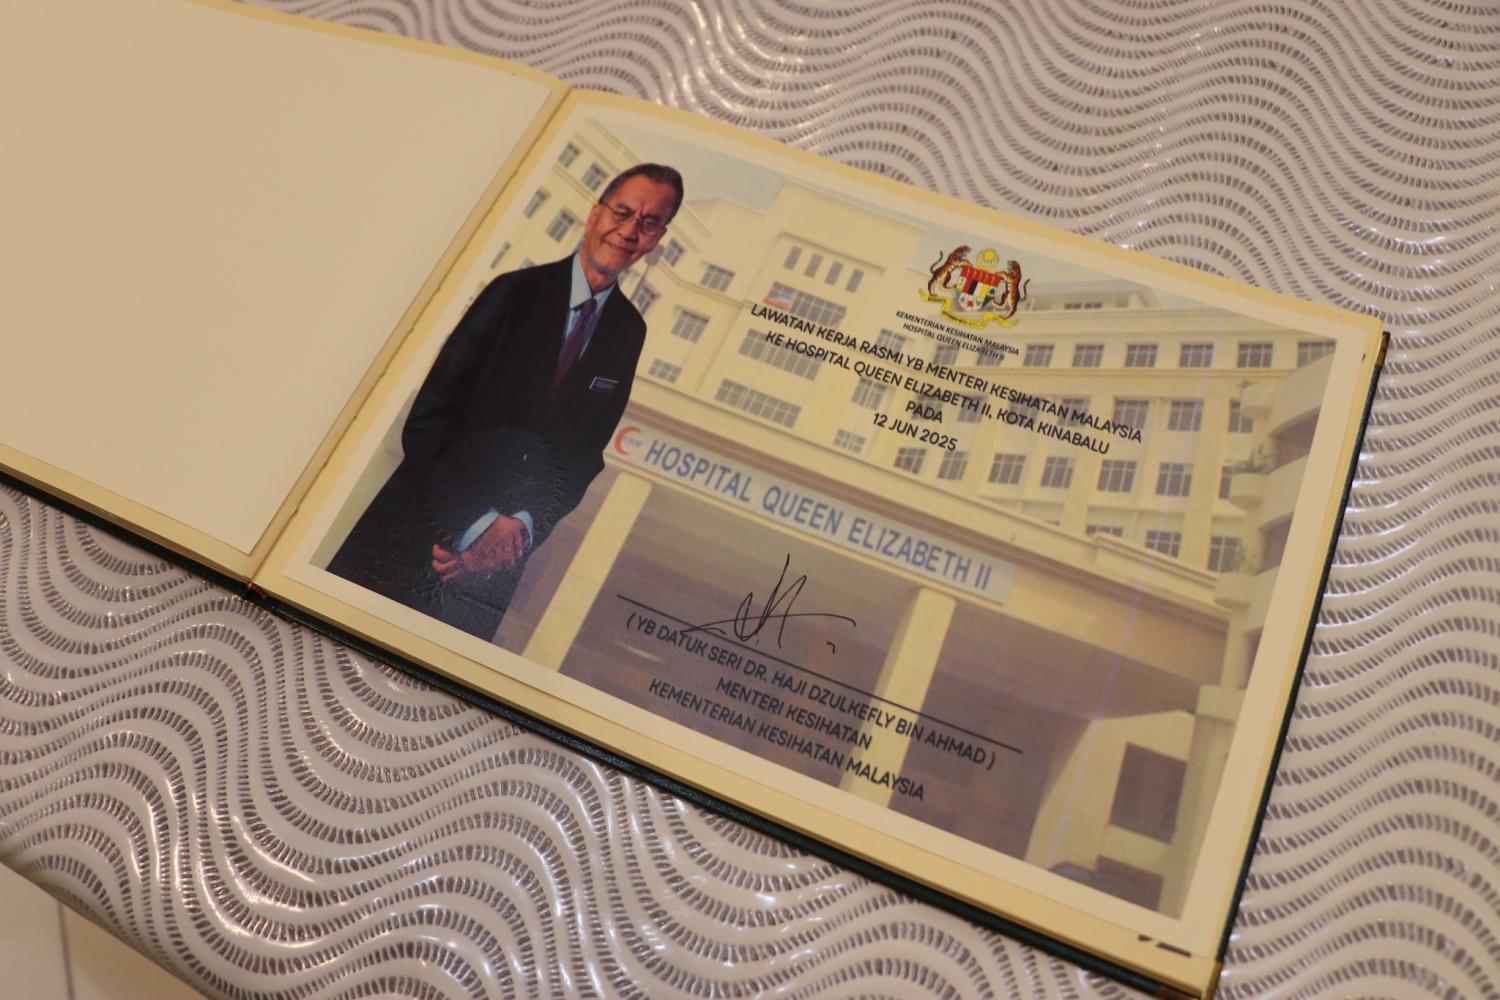 KEMENTERIAN KESIHATAN MALAYSIA
HOSPITAL QUEEN ELIZABETH II
LAWATAN KERJA RASMI YB MENTERI KESIHATAN MALAYSIA
KE HOSPITAL QUEEN ELIZABETH II, KOTA KINABALU
PADA
12 JUN 2025
HOSPITAL QUEEN ELIZABETH II
( YB DATUK SERI DR. HAJI DZULKEFLY BIN AHMAD )
MENTERI KESIHATAN
KEMENTERIAN KESIHATAN MALAYSIA